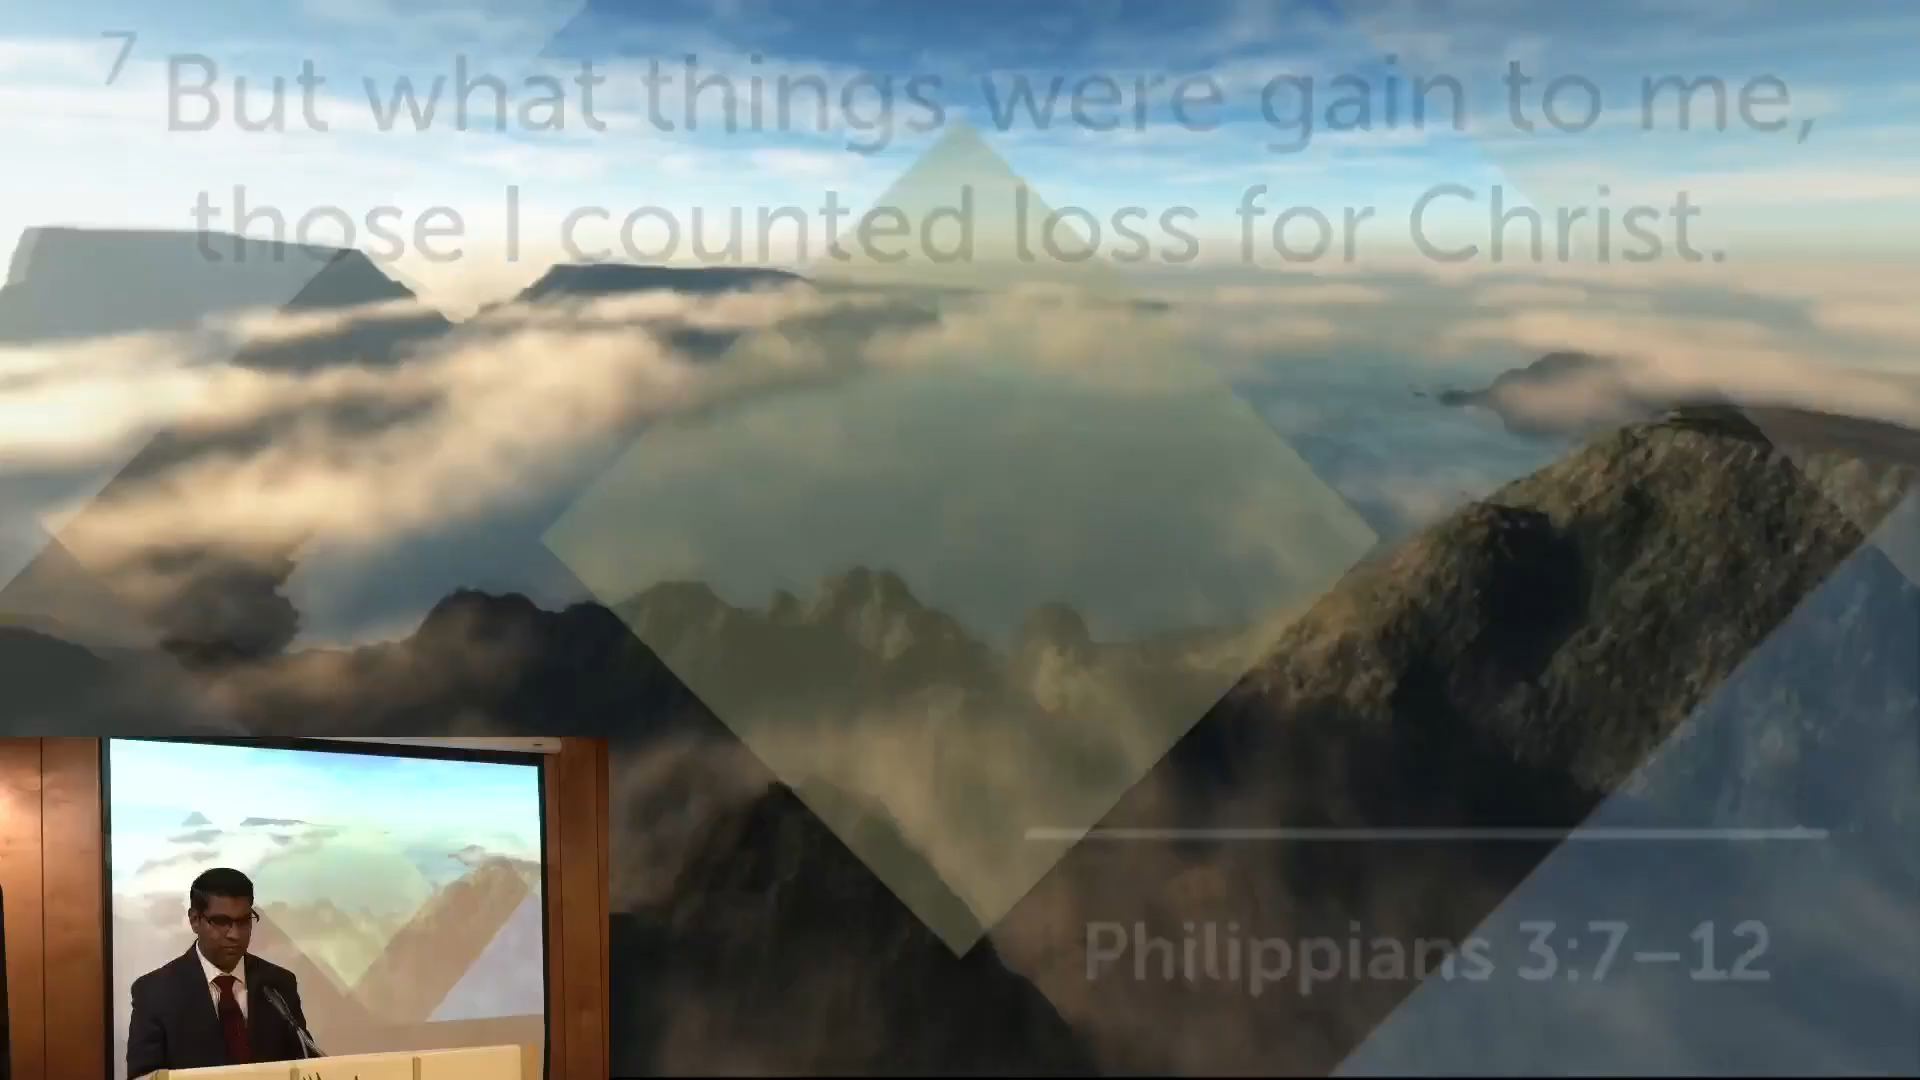 7 But what things were gain to me,
those I counted loss for Christ.
Philippians 3:7–12